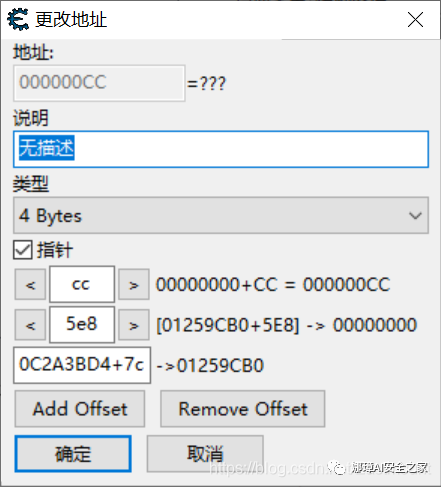 更改地址
地址:
000000CC =???
说明
无描述
类型
4 Bytes
指针
< cc > 00000000+CC = 000000CC
< 5e8 > [01259CB0+5E8] -> 00000000
0C2A3BD4+7c ->01259CB0
Add Offset Remove Offset
确定 取消
https://blog.csdn 娜璋AI安全之家